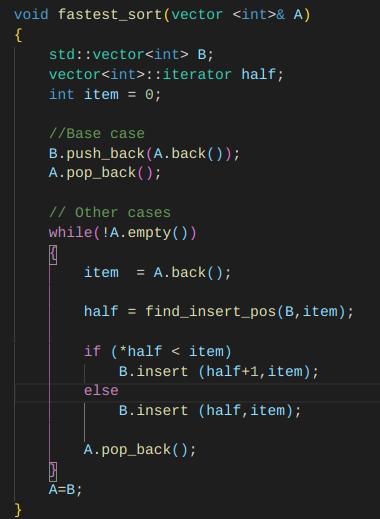 void fastest_sort(vector <int>& A)
{
    std::vector<int> B;
    vector<int>::iterator half;
    int item = 0;

    //Base case
    B.push_back(A.back());
    A.pop_back();

    // Other cases
    while(!A.empty())
    {
        item  = A.back();

        half = find_insert_pos(B,item);

        if (*half < item)
            B.insert (half+1,item);
        else
            B.insert (half,item);

        A.pop_back();
    }
    A=B;
}